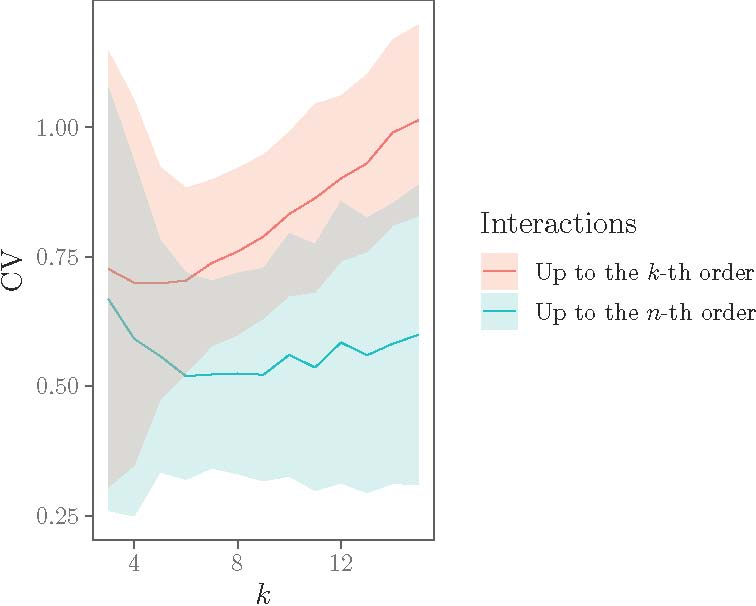 CV
1.00
0.75
0.50
0.25
4
8
12
k
Interactions
Up to the k-th order
Up to the n-th order